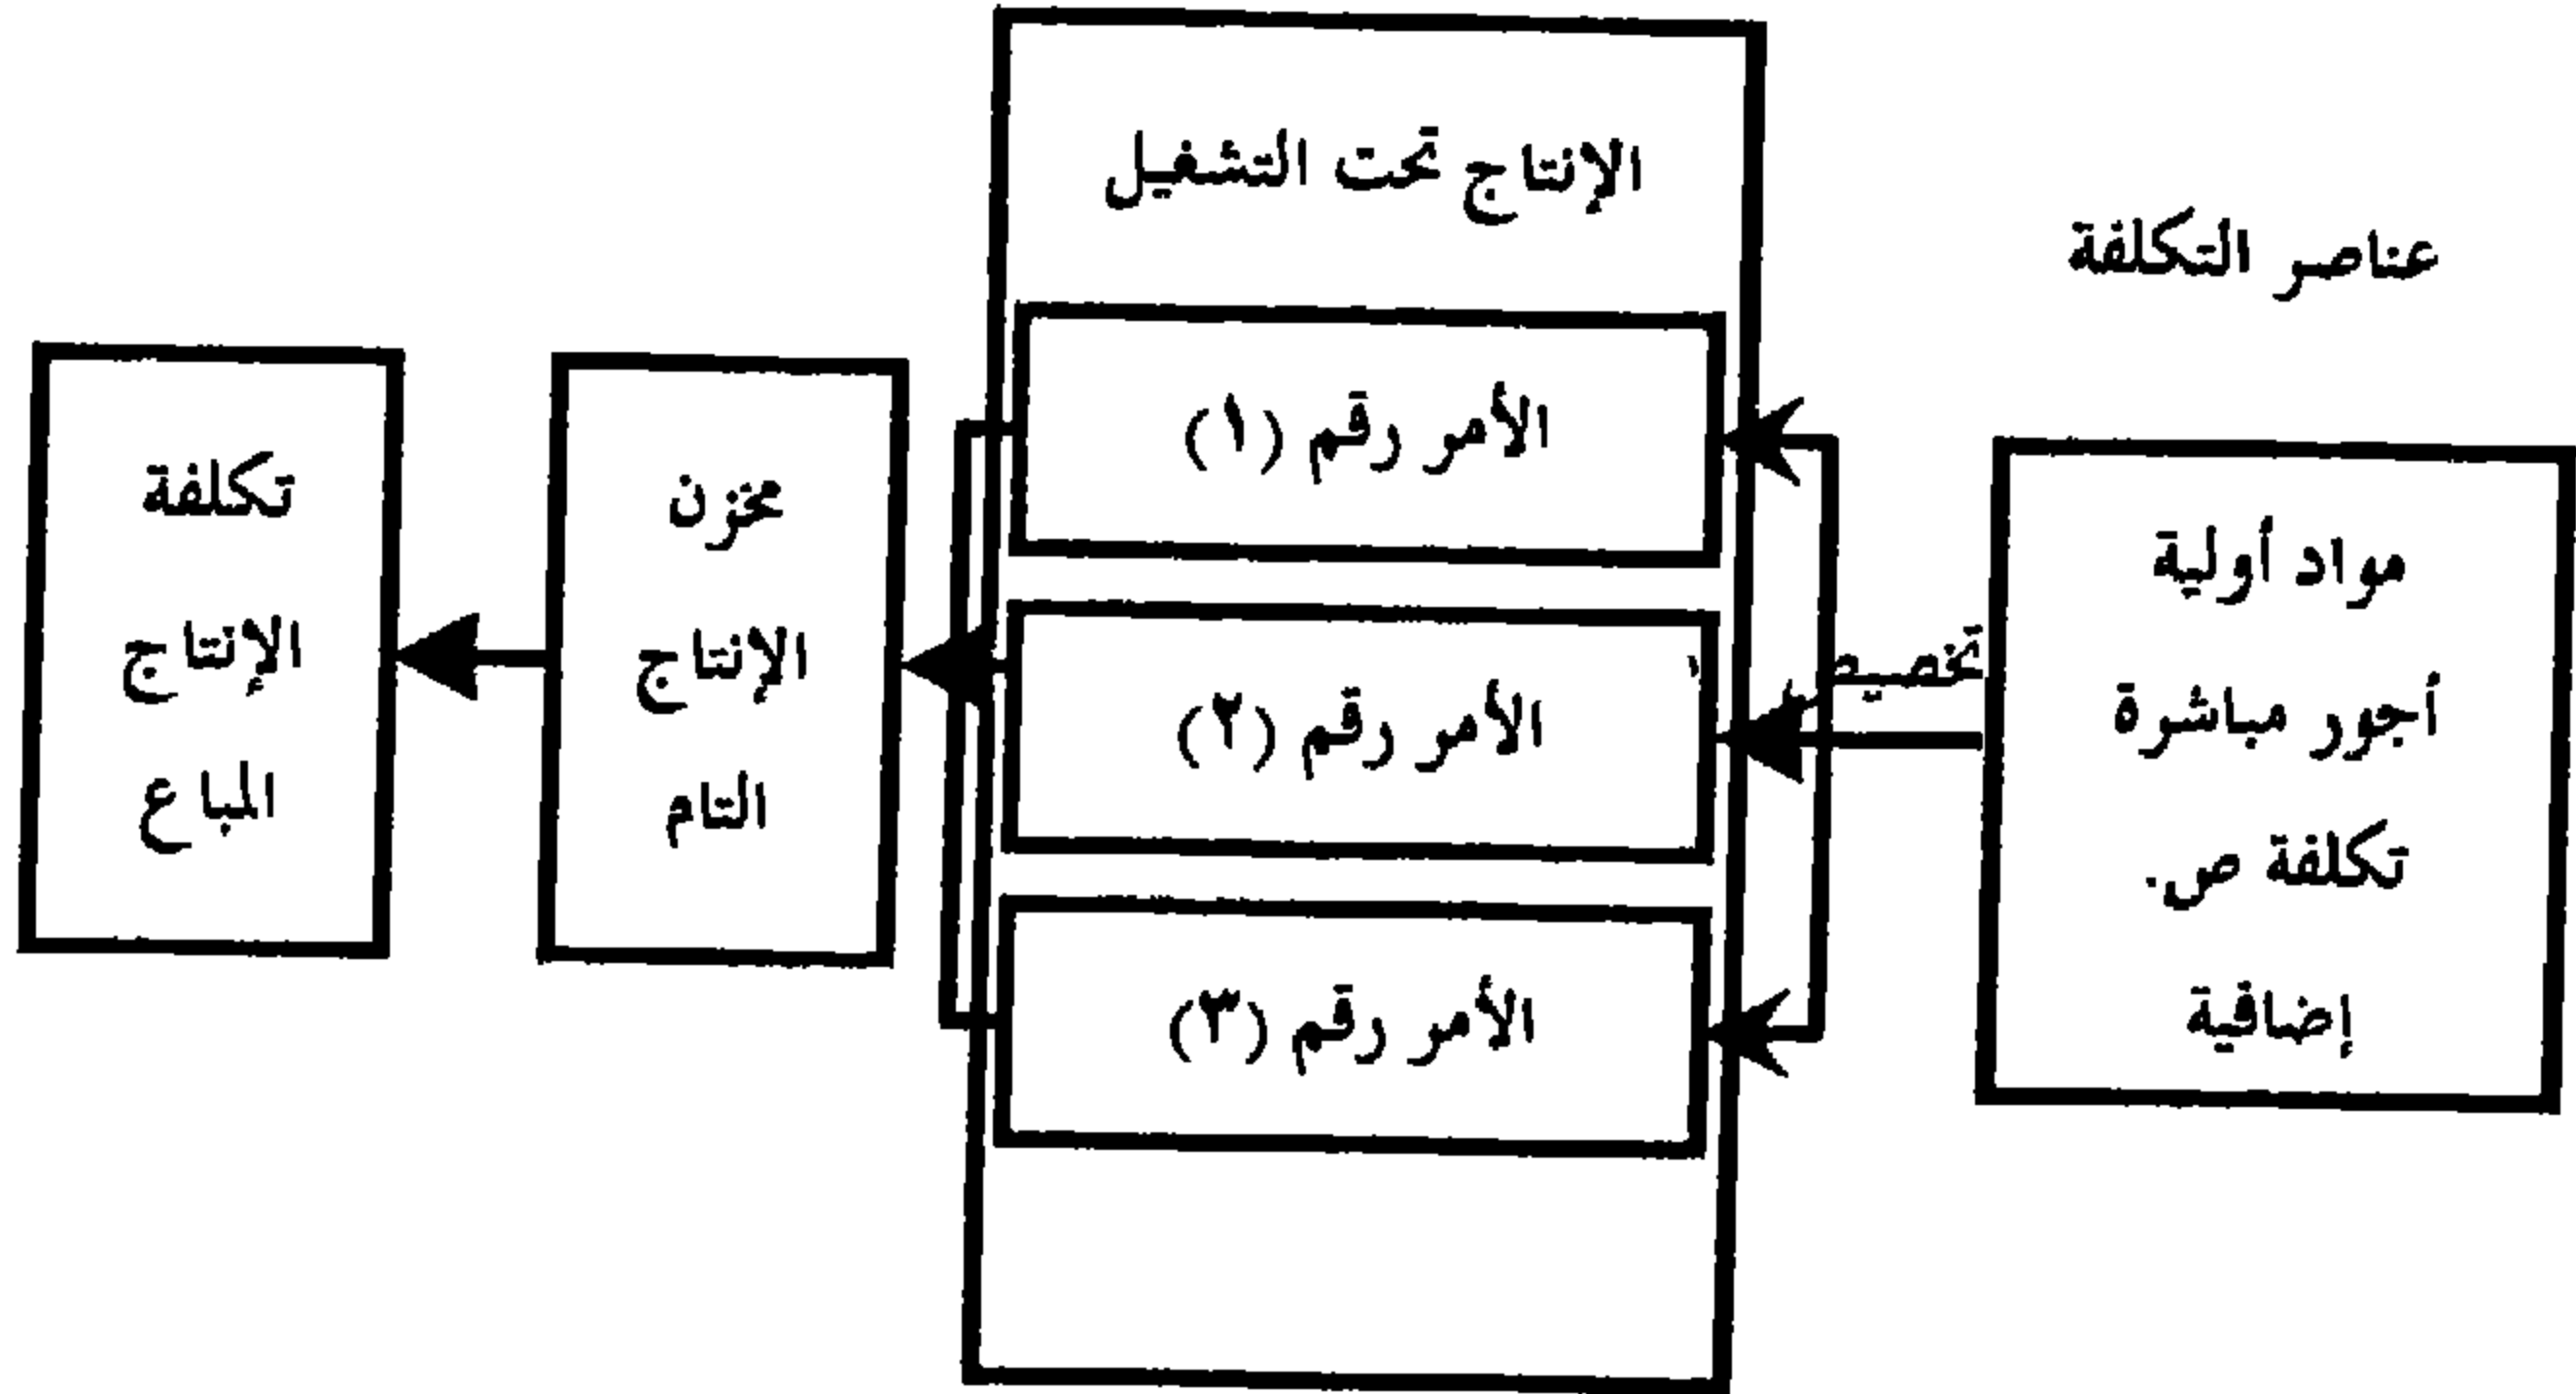 عناصر التكلفة
مواد أولية
أجور مباشرة
تكلفة ص.
إضافية
تخصيص
الإنتاج تحت التشغيل
الأمر رقم (١)
الأمر رقم (٢)
الأمر رقم (٣)
مخزن
الإنتاج
التام
تكلفة
الإنتاج
المباع